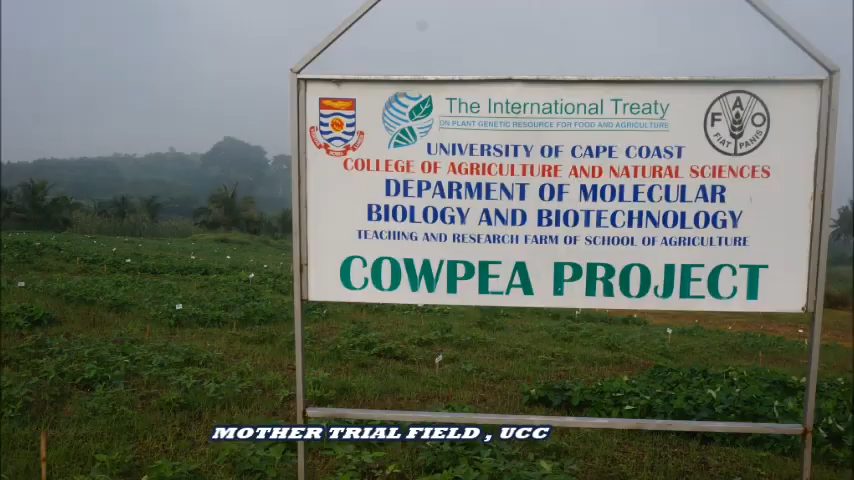 The International Treaty
ON PLANT GENETIC RESOURCE FOR FOOD AND AGRICULTURE
FAO
FIAT PANIS
UNIVERSITY OF CAPE COAST
COLLEGE OF AGRICULTURE AND NATURAL SCIENCES
DEPARMENT OF MOLECULAR
BIOLOGY AND BIOTECHNOLOGY
TEACHING AND RESEARCH FARM OF SCHOOL OF AGRICULTURE
COWPEA PROJECT
MOTHER TRIAL FIELD , UCC